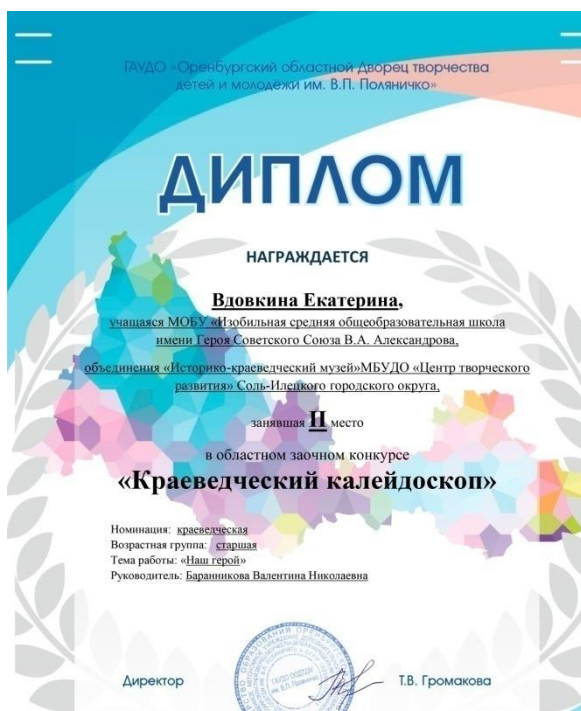 ГАУДО «Оренбургский областной Дворец творчества
детей и молодёжи им. В.П. Поляничко»
ДИПЛОМ
НАГРАЖДАЕТСЯ
Вдовкина Екатерина,
учащаяся МОБУ «Изобильная средняя общеобразовательная школа
имени Героя Советского Союза В.А. Александрова,
объединения «Историко-краеведческий музей»МБУДО «Центр творческого
развития» Соль-Илецкого городского округа,
занявшая II место
в областном заочном конкурсе
«Краеведческий калейдоскоп»
Номинация: краеведческая
Возрастная группа: старшая
Тема работы: «Наш герой»
Руководитель: Баранникова Валентина Николаевна
Директор
Т.В. Громакова